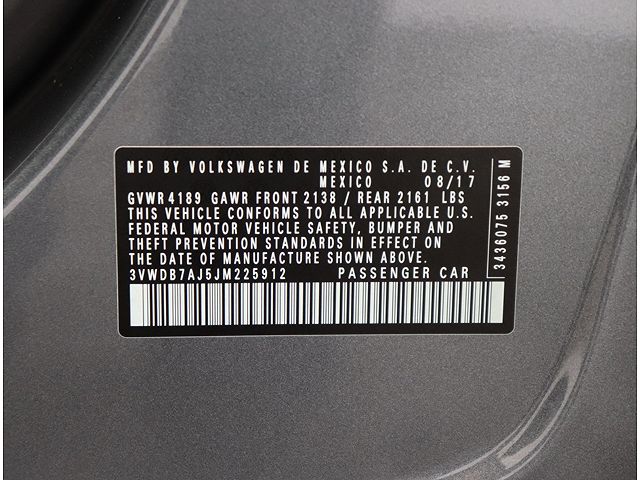 MVFD BY VOLKSWAGEN DE MEXICO S.A. DE C.V.
MEXICO 08/17
GVWR 4189 GAWR FRONT 2138 / REAR 2161 LBS
THIS VEHICLE CONFORMS TO ALL APPLICABLE U.S.
FEDERAL MOTOR VEHICLE SAFETY, BUMPER AND
THEFT PREVENTION STANDARDS IN EFFECT ON
THE DATE OF MANUFACTURE SHOWN ABOVE.
3VWDB7AJ5JM225912 PASSENGER CAR
3436075 3156 M